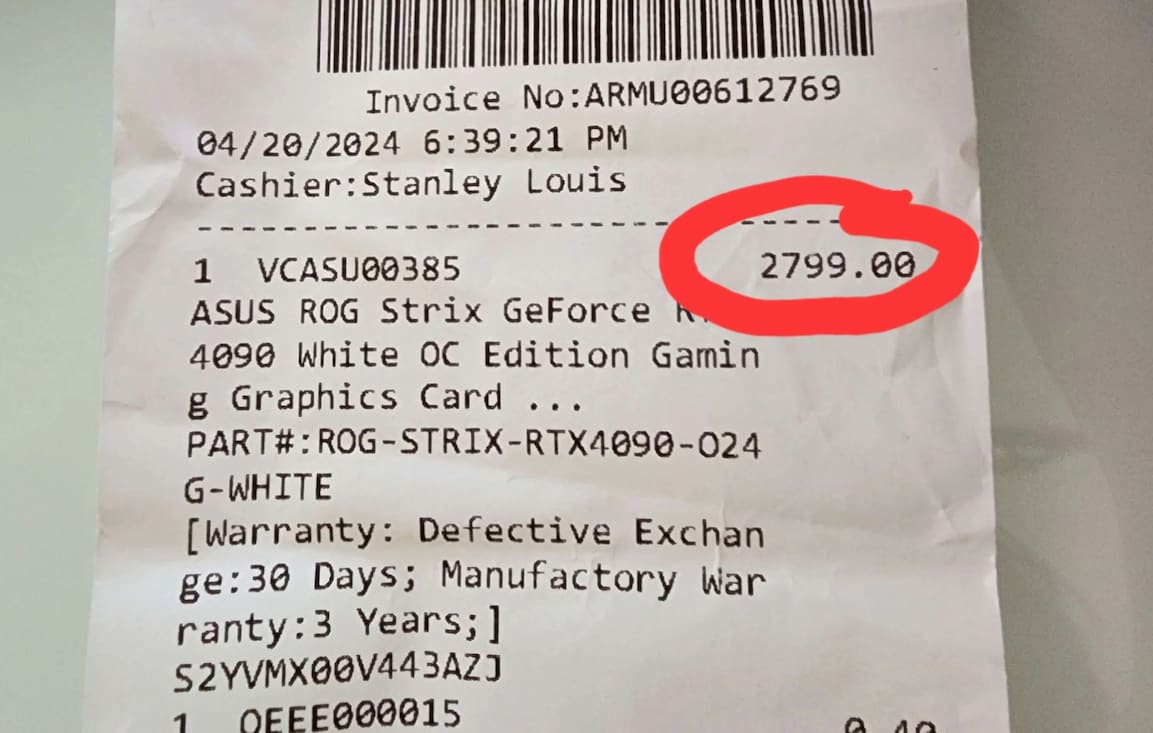 Invoice No:ARMU00612769
04/20/2024 6:39:21 PM
Cashier:Stanley Louis
1 VCASU00385 2799.00
ASUS ROG Strix GeForce
4090 White OC Edition Gamin
g Graphics Card ...
PART#:ROG-STRIX-RTX4090-O24
G-WHITE
[Warranty: Defective Exchan
ge:30 Days; Manufactory War
ranty:3 Years;]
S2YVMX00V443AZJ
1 OEEE000015